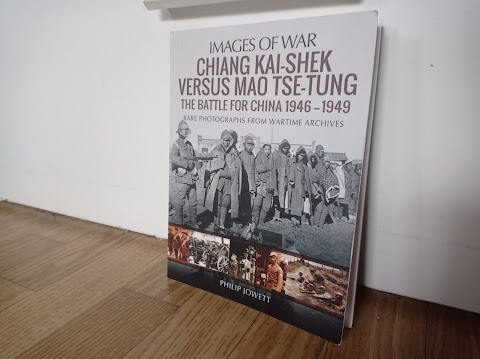 IMAGES OF WAR
CHIANG KAI-SHEK
VERSUS MAO TSE-TUNG
THE BATTLE FOR CHINA 1946–1949
RARE PHOTOGRAPHS FROM WARTIME ARCHIVES
PHILIP JOWETT